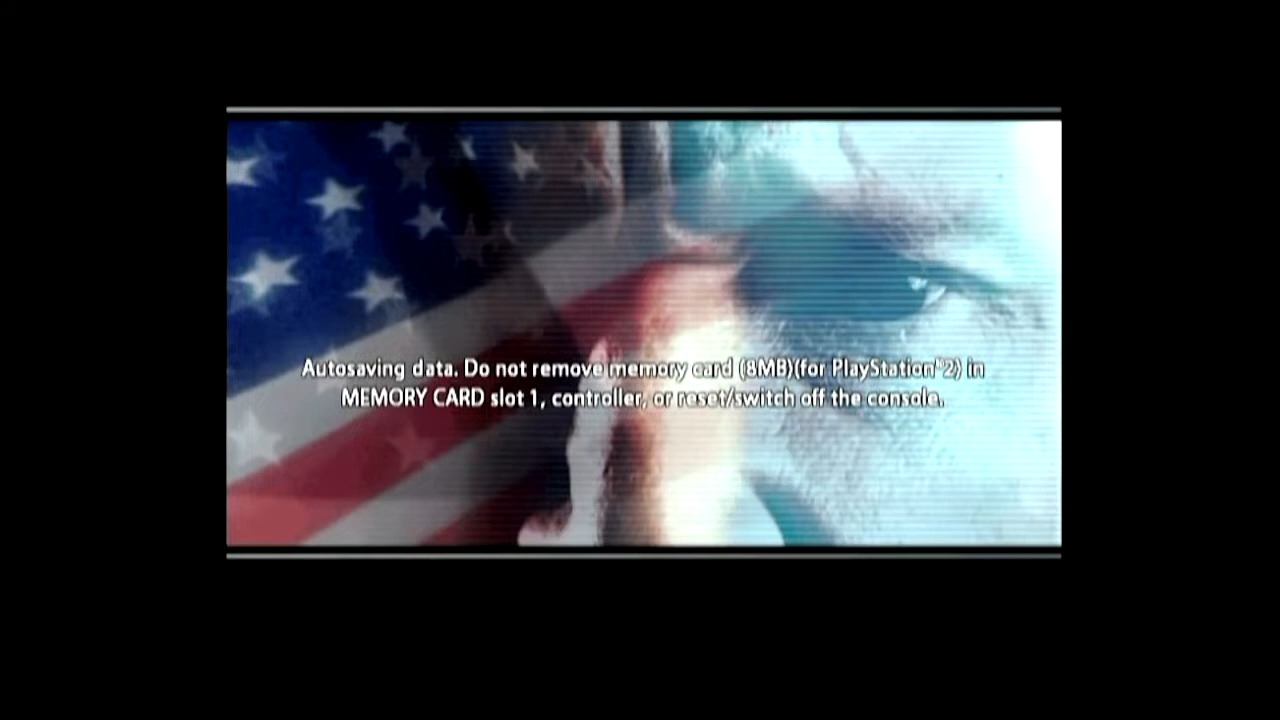 Autosaving data. Do not remove memory card (8MB)(for PlayStation®2) in
MEMORY CARD slot 1, controller, or reset/switch off the console.